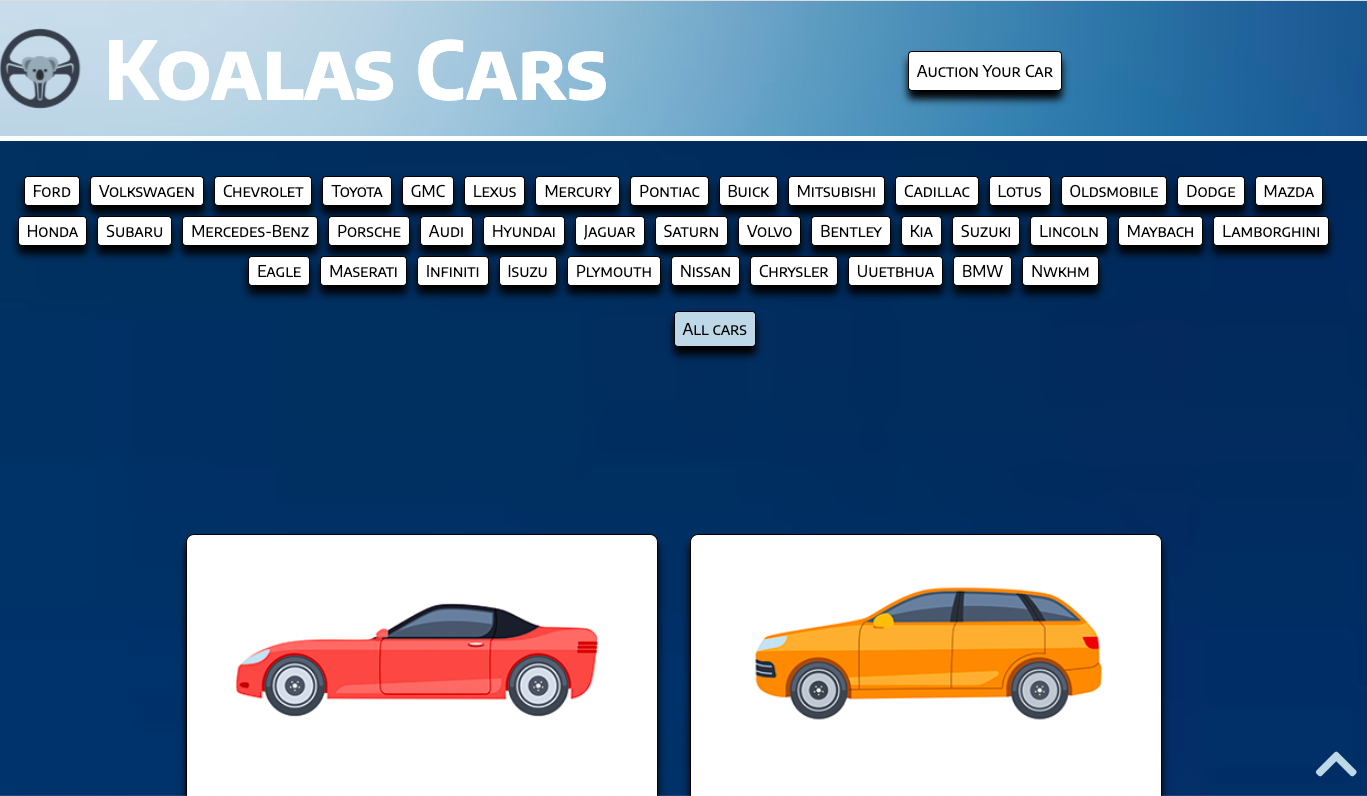 Koalas Cars
Auction Your Car
Ford Volkswagen Chevrolet Toyota GMC Lexus Mercury Pontiac Buick Mitsubishi Cadillac Lotus Oldsmobile Dodge Mazda
Honda Subaru Mercedes-Benz Porsche Audi Hyundai Jaguar Saturn Volvo Bentley Kia Suzuki Lincoln Maybach Lamborghini
Eagle Maserati Infiniti Isuzu Plymouth Nissan Chrysler Uuetbhua BMW Nwkhm
All cars